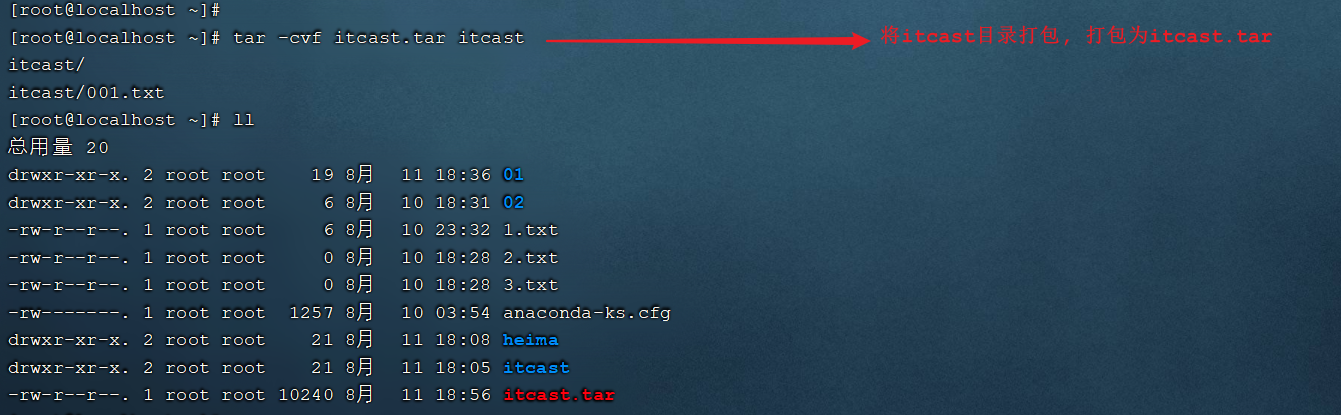 [root@localhost ~]#
[root@localhost ~]# tar -cvf itcast.tar itcast 将itcast目录打包, 打包为itcast.tar
itcast/
itcast/001.txt
[root@localhost ~]# ll
总用量 20
drwxr-xr-x. 2 root root    19 8月  11 18:36 01
drwxr-xr-x. 2 root root     6 8月  10 18:31 02
-rw-r--r--. 1 root root     6 8月  10 23:32 1.txt
-rw-r--r--. 1 root root     0 8月  10 18:28 2.txt
-rw-r--r--. 1 root root     0 8月  10 18:28 3.txt
-rw-------. 1 root root  1257 8月  10 03:54 anaconda-ks.cfg
drwxr-xr-x. 2 root root    21 8月  11 18:08 heima
drwxr-xr-x. 2 root root    21 8月  11 18:05 itcast
-rw-r--r--. 1 root root 10240 8月  11 18:56 itcast.tar